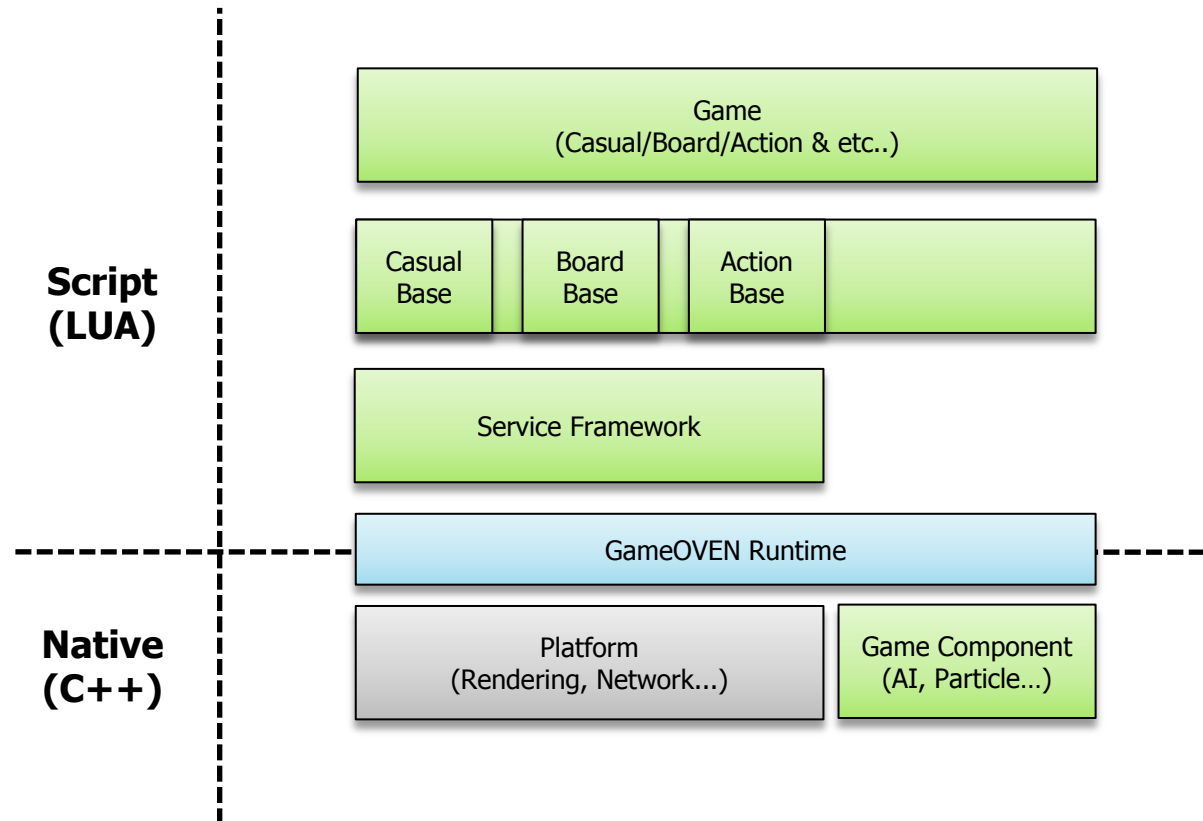 Game
(Casual/Board/Action & etc..)
Casual
Base
Board
Base
Action
Base
Script
(LUA)
Service Framework
GameOVEN Runtime
Native
(C++)
Platform
(Rendering, Network...)
Game Component
(AI, Particle…)